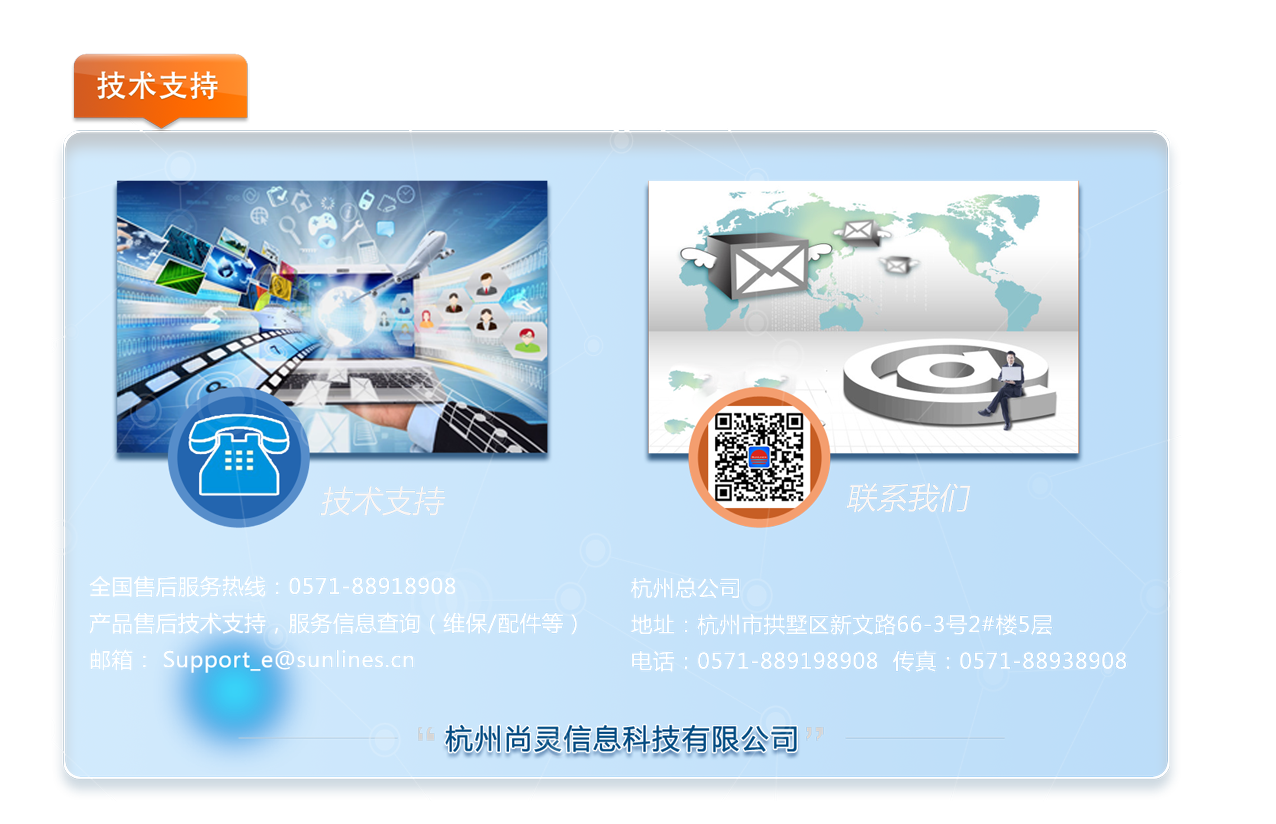 技术支持
技术支持
全国售后服务热线：0571-88918908
产品售后技术支持，服务信息查询（维保/配件等）
邮箱： Support_e@sunlines.cn
联系我们
杭州总公司
地址：杭州市拱墅区新文路66-3号2#楼5层
电话：0571-889198908 传真：0571-88938908
“杭州尚灵信息科技有限公司”